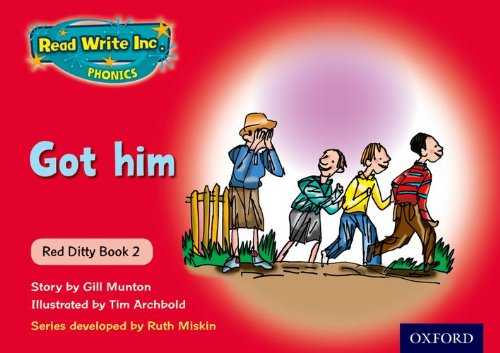 Read Write Inc.
PHONICS
Got him
Red Ditty Book 2
Story by Gill Munton
Illustrated by Tim Archbold
Series developed by Ruth Miskin
OXFORD